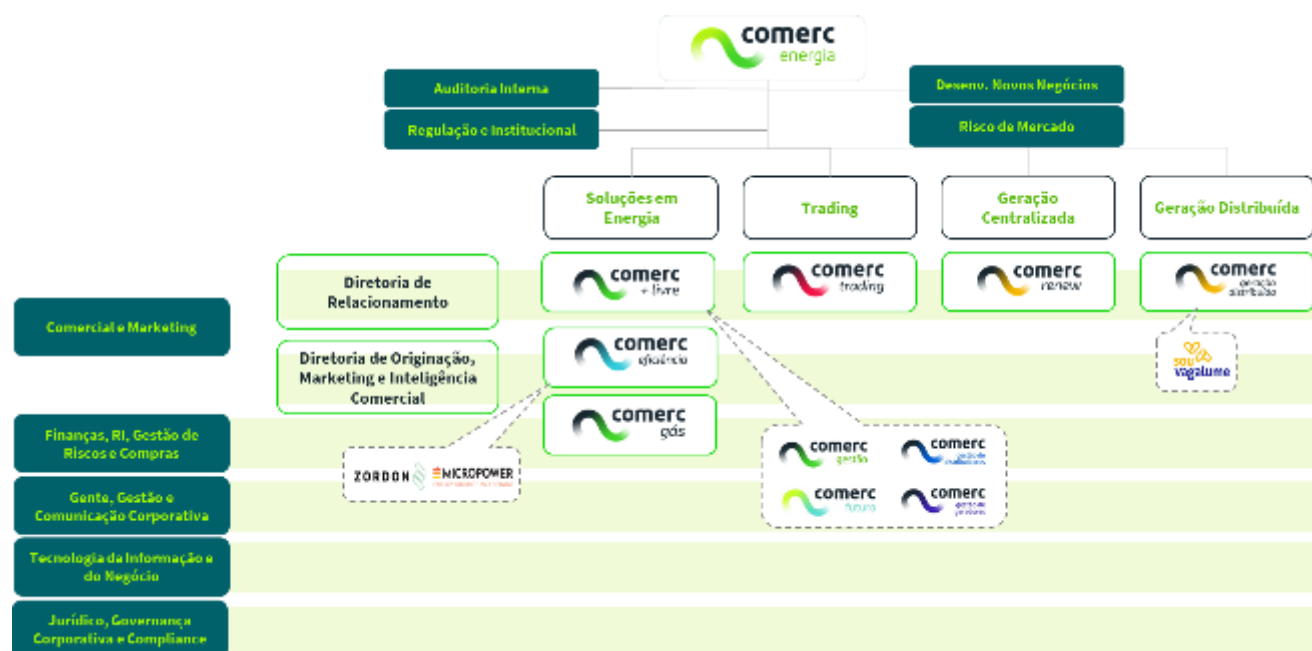 comerc
energia
Auditoria Interna
Desenv. Novos Negócios
Regulação e Institucional
Risco de Mercado
Soluções em
Energia
Trading
Geração
Centralizada
Geração Distribuída
Diretoria de
Relacionamento
comerc
+ livre
comerc
trading
comerc
renew
comerc
geração
distribuída
Comercial e Marketing
Diretoria de Originação,
Marketing e Inteligência
Comercial
comerc
eficiência
sou
vagalume
comerc
gás
Finanças, RI, Gestão de
Riscos e Compras
ZORDON
MICROPOWER
comerc
gestão
comerc
comerc
futuro
comerc
Gente, Gestão e
Comunicação Corporativa
Tecnologia da Informação e
do Negócio
Jurídico, Governança
Corporativa e Compliance